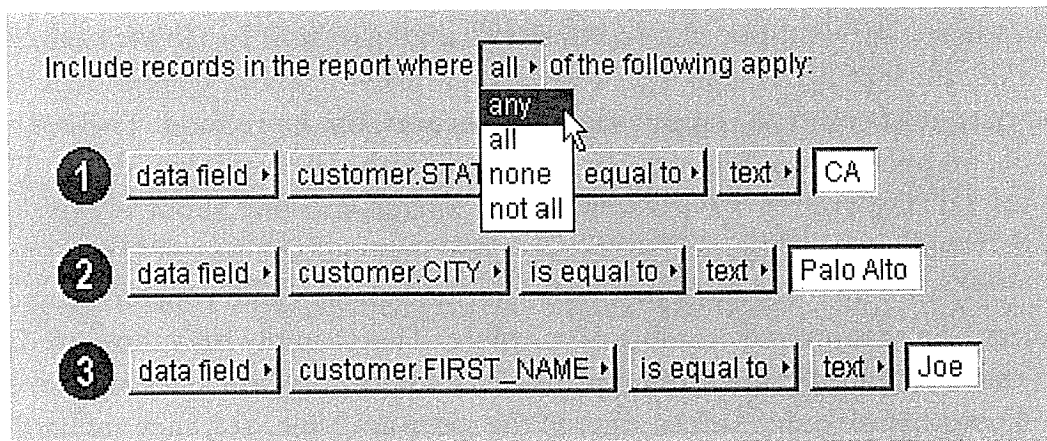 Include records in the report where all of the following apply:
any
all
none
not all
1 data field customer.STAT equal to text CA
2 data field customer.CITY is equal to text Palo Alto
3 data field customer.FIRST_NAME is equal to text Joe